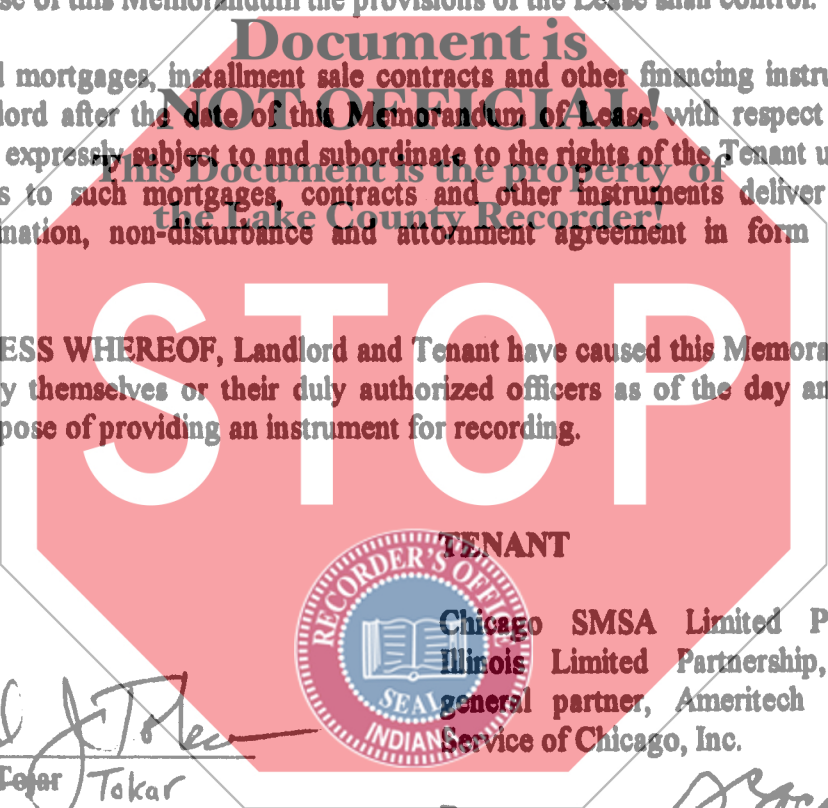 se of this Memorandum the provisions of the Lease shall control.
Document is
l mortgages, installment sale contracts and other financing instru
NOT OFFICIAL!
lord after the date of this Memorandum of Lease with respect
expressly subject to and subordinate to the rights of the Tenant u
This Document is the property of
s to such mortgages, contracts and other instruments deliver
the Lake County Recorder!
nation, non-disturbance and attornment agreement in form
STOP
ESS WHEREOF, Landlord and Tenant have caused this Memora
y themselves or their duly authorized officers as of the day an
pose of providing an instrument for recording.
TENANT
RECORDER'S OFFICE
SEAL
INDIANA
Chicago SMSA Limited P
Illinois Limited Partnership,
general partner, Ameritech
Service of Chicago, Inc.
Tojar Tokar